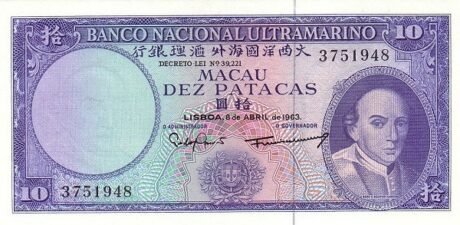 拾 BANCO NACIONAL ULTRAMARINO 10
行銀理滙外海國洋西大
DECRETO-LEI Nº 39.221 3751948
MACAU
DEZ PATACAS
圓拾
LISBOA, 8 de ABRIL de 1963.
O ADMINISTRADOR O GOVERNADOR
10 3751948 拾